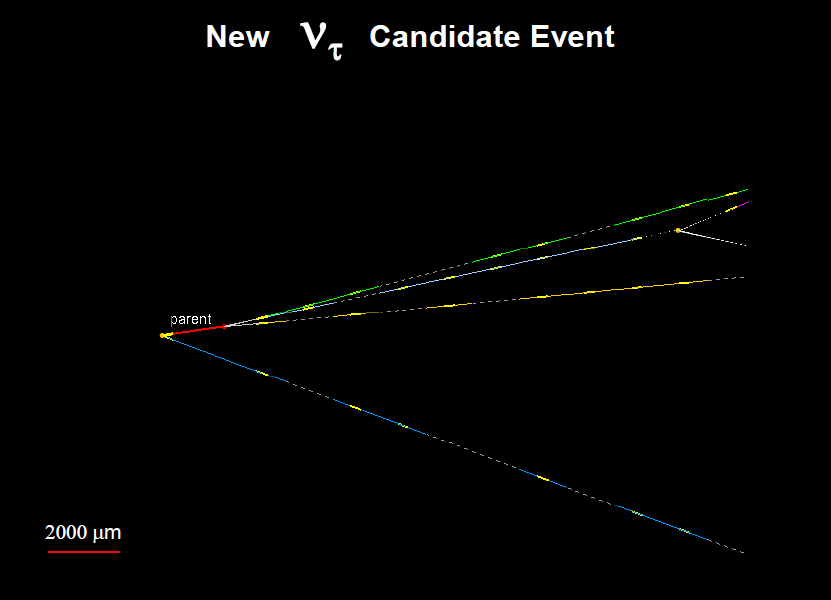 New ντ Candidate Event
parent
2000 μm